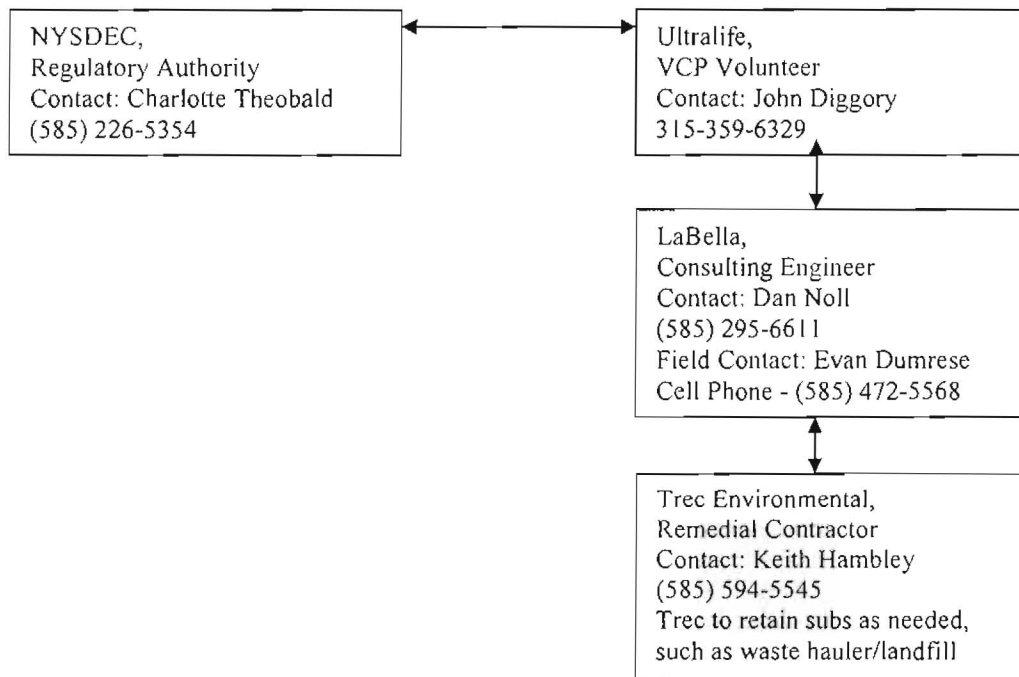 NYSDEC,
Regulatory Authority
Contact: Charlotte Theobald
(585) 226-5354
Ultralife,
VCP Volunteer
Contact: John Diggory
315-359-6329
LaBella,
Consulting Engineer
Contact: Dan Noll
(585) 295-6611
Field Contact: Evan Dumrese
Cell Phone - (585) 472-5568
Trec Environmental,
Remedial Contractor
Contact: Keith Hambley
(585) 594-5545
Trec to retain subs as needed,
such as waste hauler/landfill